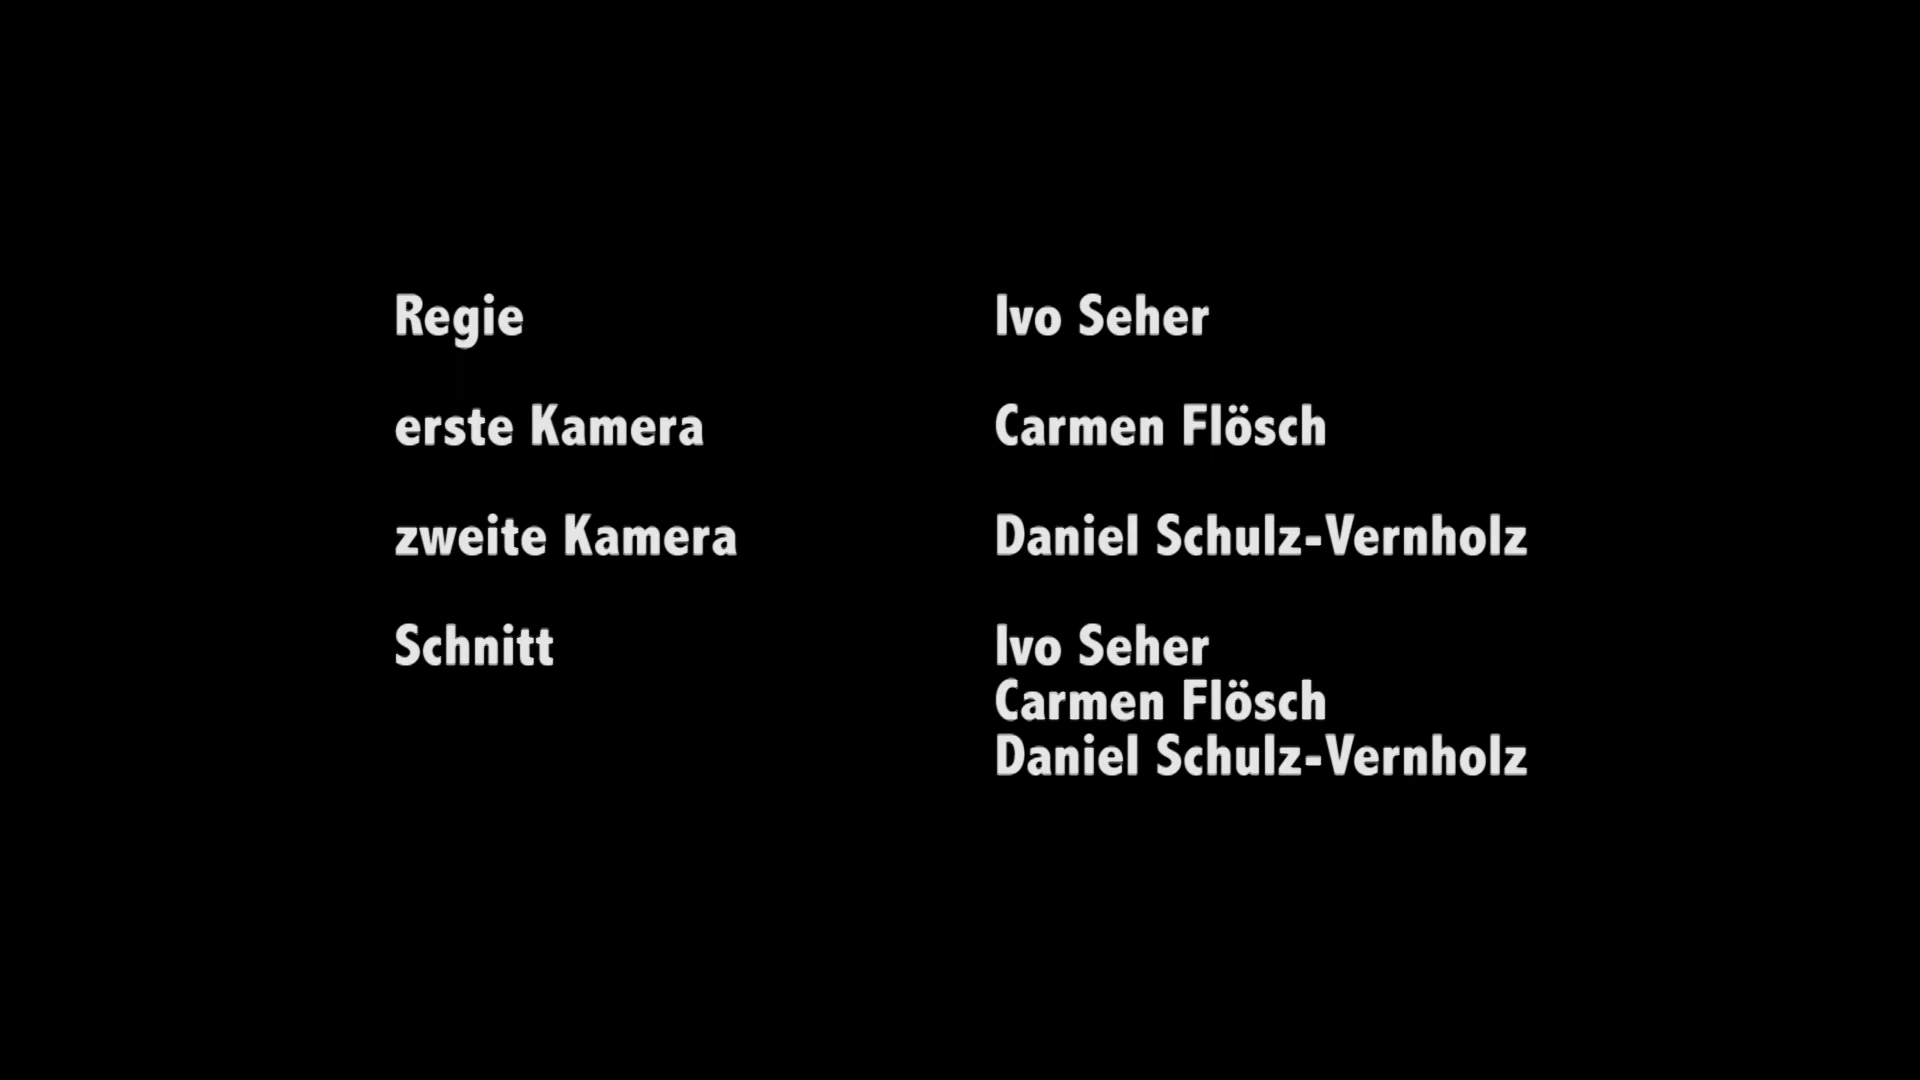 Regie Ivo Seher
erste Kamera Carmen Flösch
zweite Kamera Daniel Schulz-Vernholz
Schnitt Ivo Seher
Carmen Flösch
Daniel Schulz-Vernholz